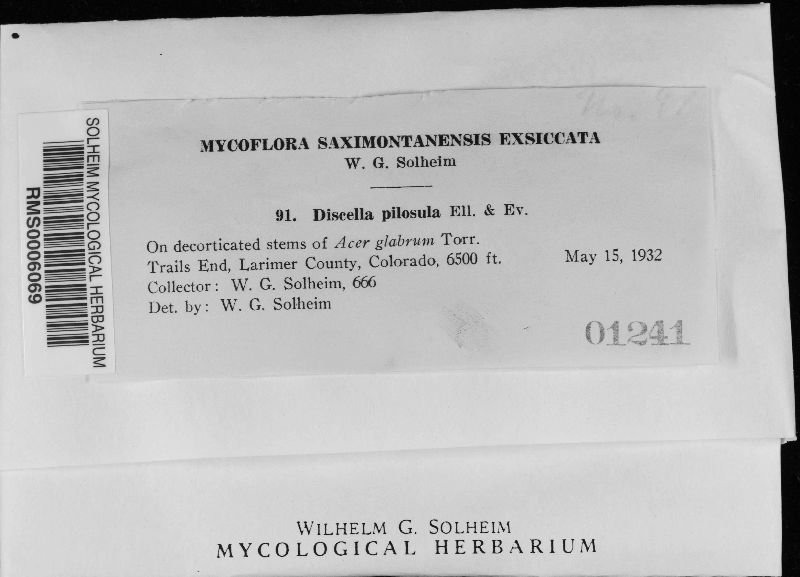 MYCOFLORA SAXIMONTANENSIS EXSICCATA
W. G. Solheim
91. Discella pilosula Ell. & Ev.
On decorticated stems of Acer glabrum Torr.
Trails End, Larimer County, Colorado, 6500 ft. May 15, 1932
Collector: W. G. Solheim, 666
Det. by: W. G. Solheim
01241
SOLHEIM MYCOLOGICAL HERBARIUM
RMS0006069
WILHELM G. SOLHEIM
MYCOLOGICAL HERBARIUM